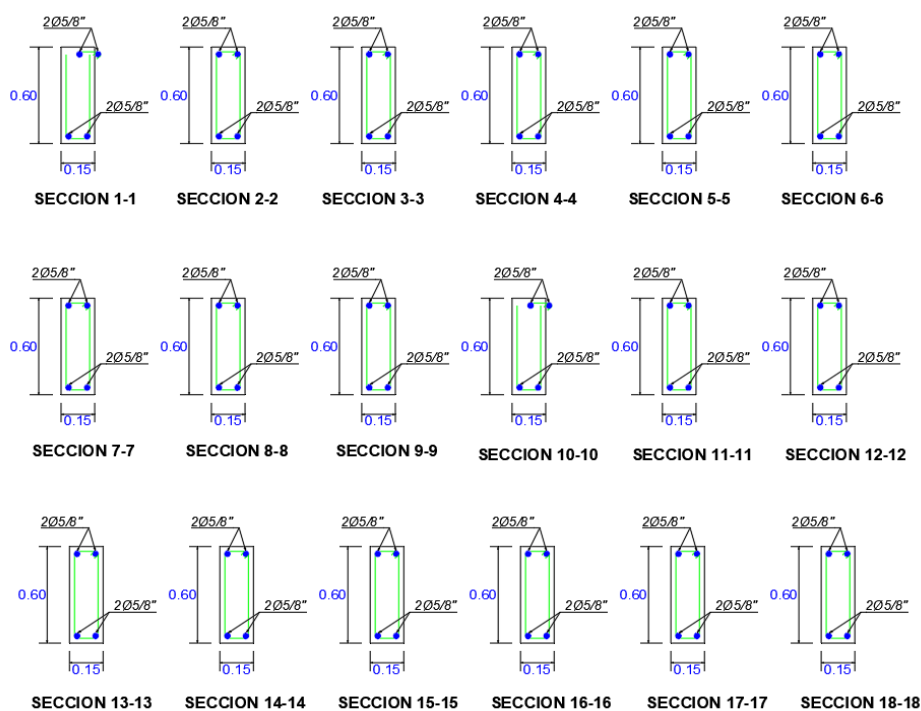 2Ø5/8" 2Ø5/8" 2Ø5/8" 2Ø5/8" 2Ø5/8" 2Ø5/8"
0.60 0.60 0.60 0.60 0.60 0.60
2Ø5/8" 2Ø5/8" 2Ø5/8" 2Ø5/8" 2Ø5/8" 2Ø5/8"
0.15 0.15 0.15 0.15 0.15 0.15
SECCION 1-1 SECCION 2-2 SECCION 3-3 SECCION 4-4 SECCION 5-5 SECCION 6-6
2Ø5/8" 2Ø5/8" 2Ø5/8" 2Ø5/8" 2Ø5/8" 2Ø5/8"
0.60 0.60 0.60 0.60 0.60 0.60
2Ø5/8" 2Ø5/8" 2Ø5/8" 2Ø5/8" 2Ø5/8" 2Ø5/8"
0.15 0.15 0.15 0.15 0.15 0.15
SECCION 7-7 SECCION 8-8 SECCION 9-9 SECCION 10-10 SECCION 11-11 SECCION 12-12
2Ø5/8" 2Ø5/8" 2Ø5/8" 2Ø5/8" 2Ø5/8" 2Ø5/8"
0.60 0.60 0.60 0.60 0.60 0.60
2Ø5/8" 2Ø5/8" 2Ø5/8" 2Ø5/8" 2Ø5/8" 2Ø5/8"
0.15 0.15 0.15 0.15 0.15 0.15
SECCION 13-13 SECCION 14-14 SECCION 15-15 SECCION 16-16 SECCION 17-17 SECCION 18-18